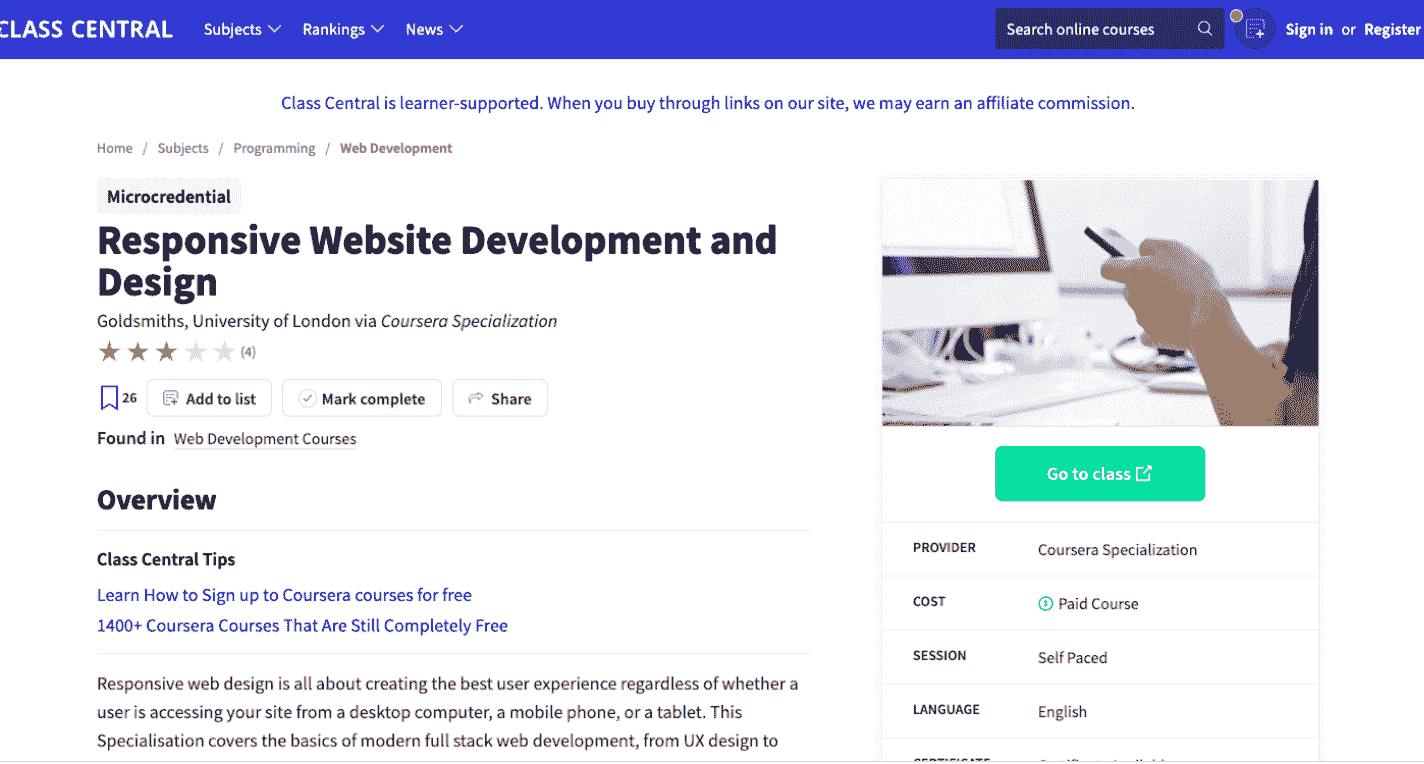 CLASS CENTRAL Subjects Rankings News Search online courses Sign in or Register
Class Central is learner-supported. When you buy through links on our site, we may earn an affiliate commission.
Home / Subjects / Programming / Web Development
Microcredential
Responsive Website Development and
Design
Goldsmiths, University of London via Coursera Specialization
(4)
26 Add to list Mark complete Share
Found in Web Development Courses
Overview
Class Central Tips
Learn How to Sign up to Coursera courses for free
1400+ Coursera Courses That Are Still Completely Free
Responsive web design is all about creating the best user experience regardless of whether a
user is accessing your site from a desktop computer, a mobile phone, or a tablet. This
Specialisation covers the basics of modern full stack web development, from UX design to
Go to class
PROVIDER Coursera Specialization
COST Paid Course
SESSION Self Paced
LANGUAGE English